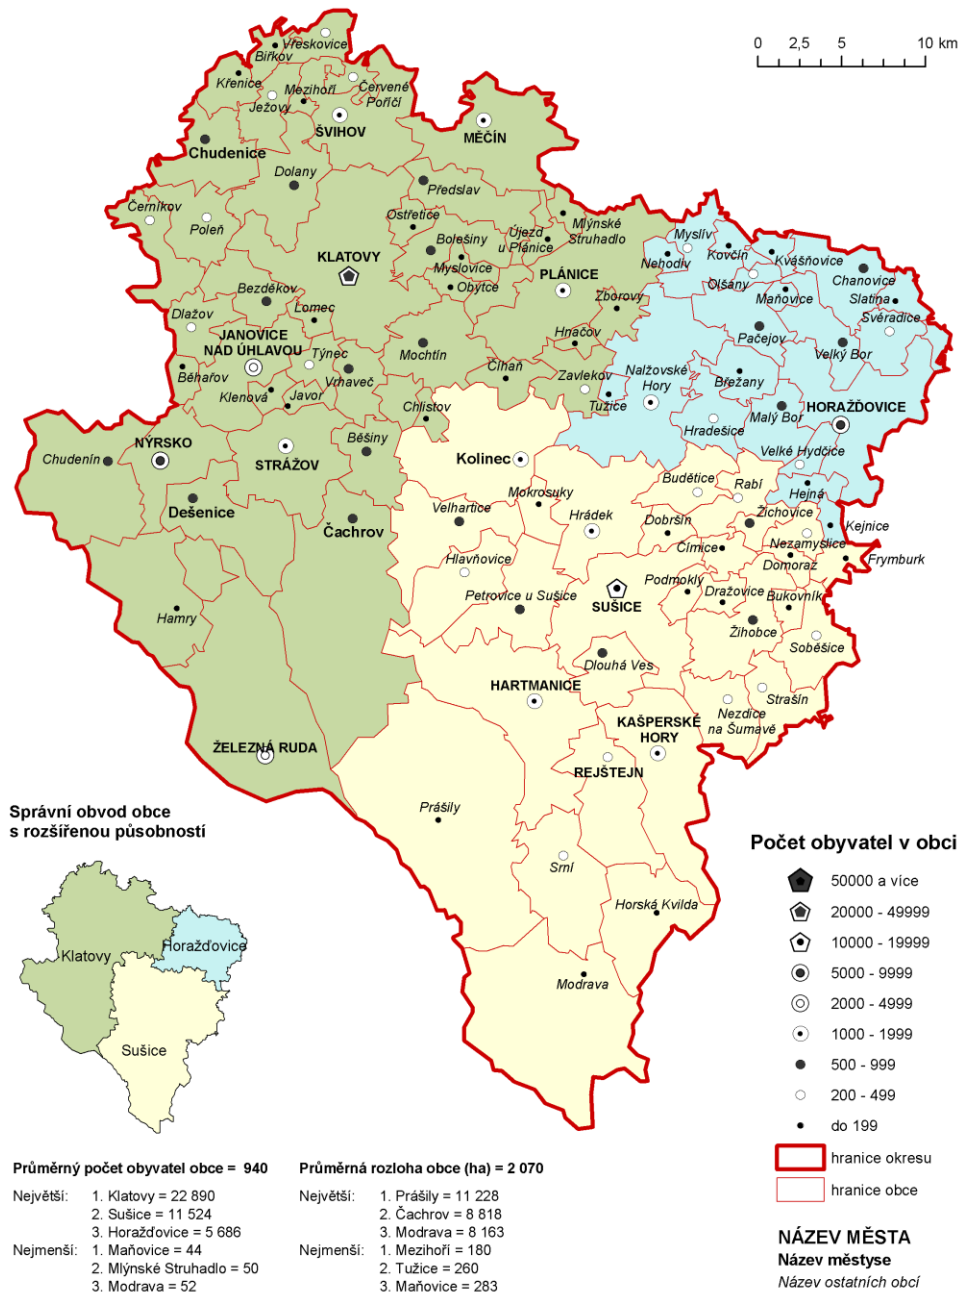 0 2,5 5 10 km
Vřeskovice
Biřkov
Křenice
Mezihoří
Červené
Poříčí
Ježovy
ŠVIHOV
MĚČÍN
Chudenice
Dolany
Předslav
Černíkov
Poleň
Ostřetice
Bolešiny
Myslovice
Újezd
u Plánice
Mlýnské
Struhadlo
Mysliv
Kovčín
Kvášňovice
Nehodiv
KLATOVY
Obytce
PLÁNICE
Olšany
Chanovice
Maňovice
Slatina
Bezděkov
Zborovy
Svéradice
Dlažov
Lomec
Pačejov
JANOVICE
NAD ÚHLAVOU
Hnačov
Týnec
Mochtín
Velký Bor
Běhařov
Vrhaveč
Číhaň
Zavlekov
Nalžovské
Hory
Břežany
Klenová
Javor
Tužice
Chlistov
Malý Bor
HORAŽĎOVICE
Hradešice
NÝRSKO
Běšiny
Chudenín
STRÁŽOV
Kolinec
Velké Hydčice
Budětice
Rabí
Hejná
Mokrosuky
Dešenice
Velhartice
Hrádek
Dobršín
Žichovice
Kejnice
Čachrov
Nezamyslice
Čímice
Hlavňovice
Domoraz
Frymburk
Petrovice u Sušice
Podmokly
Dražovice
Bukovník
SUŠICE
Hamry
Žihobce
Soběšice
Dlouhá Ves
HARTMANICE
Strašín
Nezdice
na Šumavě
KAŠPERSKÉ
HORY
ŽELEZNÁ RUDA
REJŠTEJN
Prášily
Srní
Horská Kvilda
Modrava
Správní obvod obce
s rozšířenou působností
Klatovy
Horažďovice
Sušice
Počet obyvatel v obci
50000 a více
20000 - 49999
10000 - 19999
5000 - 9999
2000 - 4999
1000 - 1999
500 - 999
200 - 499
do 199
hranice okresu
hranice obce
NÁZEV MĚSTA
Název městyse
Název ostatních obcí
Průměrný počet obyvatel obce = 940
Největší: 1. Klatovy = 22 890
2. Sušice = 11 524
3. Horažďovice = 5 686
Nejmenší: 1. Maňovice = 44
2. Mlýnské Struhadlo = 50
3. Modrava = 52
Průměrná rozloha obce (ha) = 2 070
Největší: 1. Prášily = 11 228
2. Čachrov = 8 818
3. Modrava = 8 163
Nejmenší: 1. Mezihoří = 180
2. Tužice = 260
3. Maňovice = 283